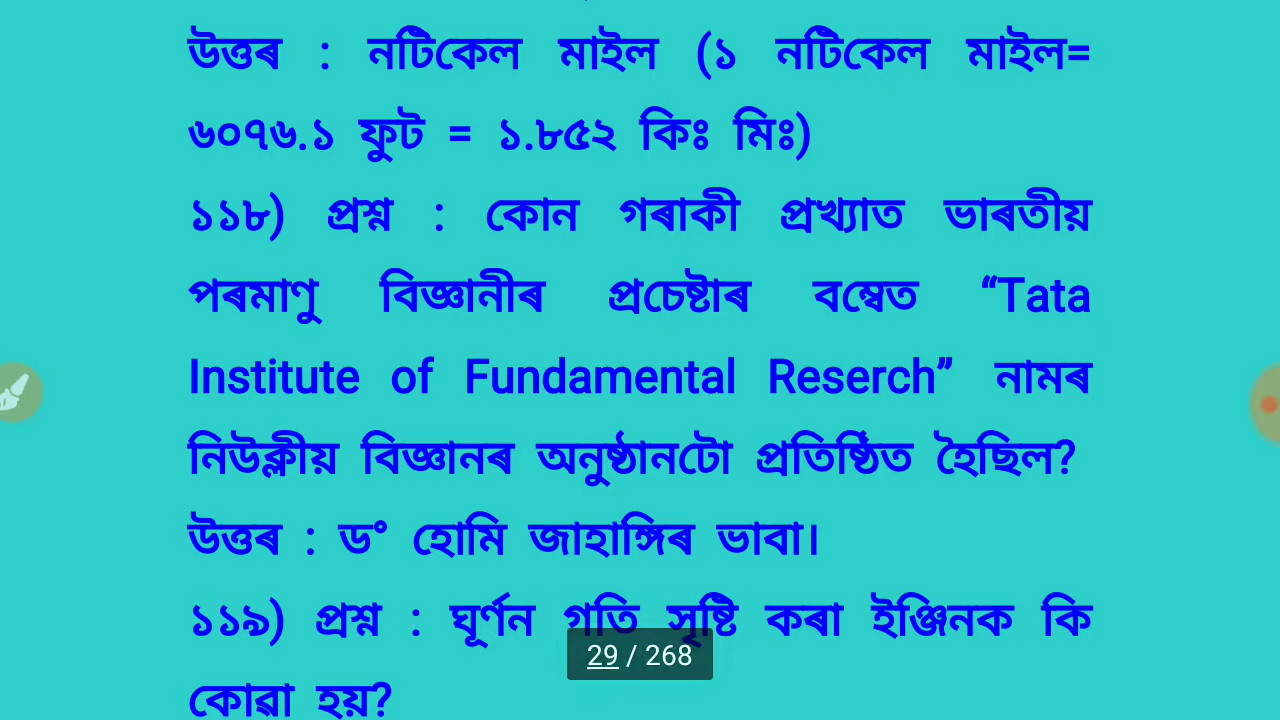 উত্তৰ : নটিকেল মাইল (১ নটিকেল মাইল=
৬০৭৬.১ ফুট = ১.৮৫২ কিঃ মিঃ)
১১৮) প্ৰশ্ন : কোন গৰাকী প্ৰখ্যাত ভাৰতীয়
পৰমাণু বিজ্ঞানীৰ প্ৰচেষ্টাৰ বম্বেত “Tata
Institute of Fundamental Reserch” নামৰ
নিউক্লীয় বিজ্ঞানৰ অনুষ্ঠানটো প্ৰতিষ্ঠিত হৈছিল?
উত্তৰ : ড° হোমি জাহাঙ্গিৰ ভাবা।
১১৯) প্ৰশ্ন : ঘূৰ্ণন গতি সৃষ্টি কৰা ইঞ্জিনক কি
29 / 268
কোৱা হয়?